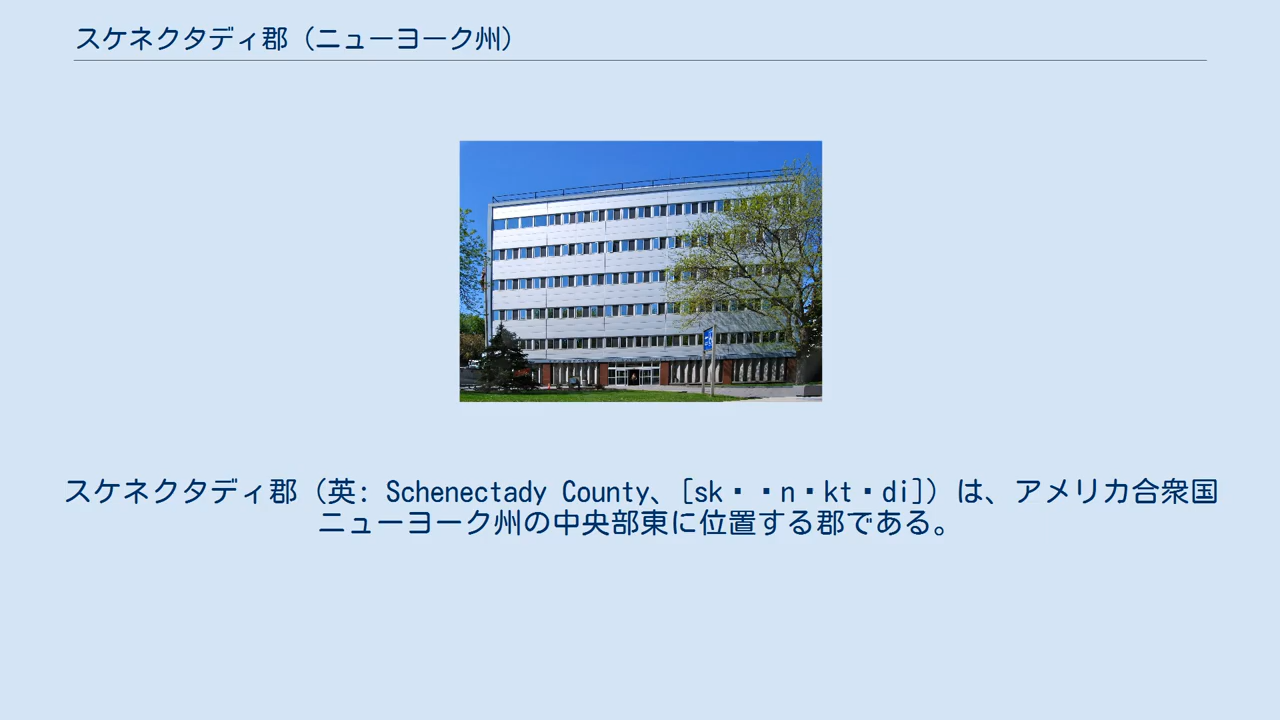 スケネクタディ郡（ニューヨーク州）
スケネクタディ郡（英: Schenectady County、[sk・・n・kt・di]）は、アメリカ合衆国
ニューヨーク州の中央部東に位置する郡である。